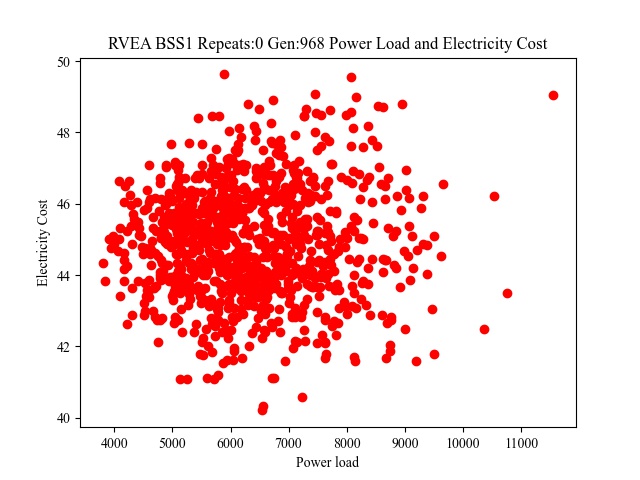 RVEA BSS1 Repeats:0 Gen:968 Power Load and Electricity Cost
50
48
46
44
42
40
Electricity Cost
4000 5000 6000 7000 8000 9000 10000 11000
Power load